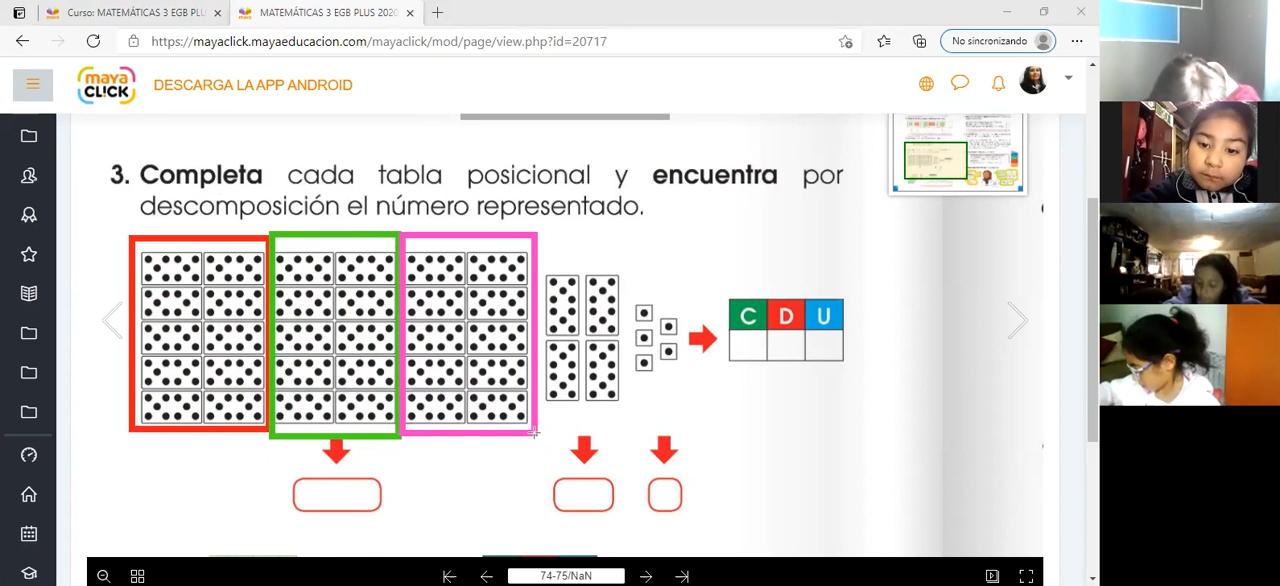 Curso: MATEMÁTICAS 3 EGB PLU
MATEMÁTICAS 3 EGB PLUS 2020
https://mayaclick.mayaeducacion.com/mayaclick/mod/page/view.php?id=20717
No sincronizando
maya CLICK
DESCARGA LA APP ANDROID
3. Completa cada tabla posicional y encuentra por
descomposición el número representado.
C D U
74-75/NaN